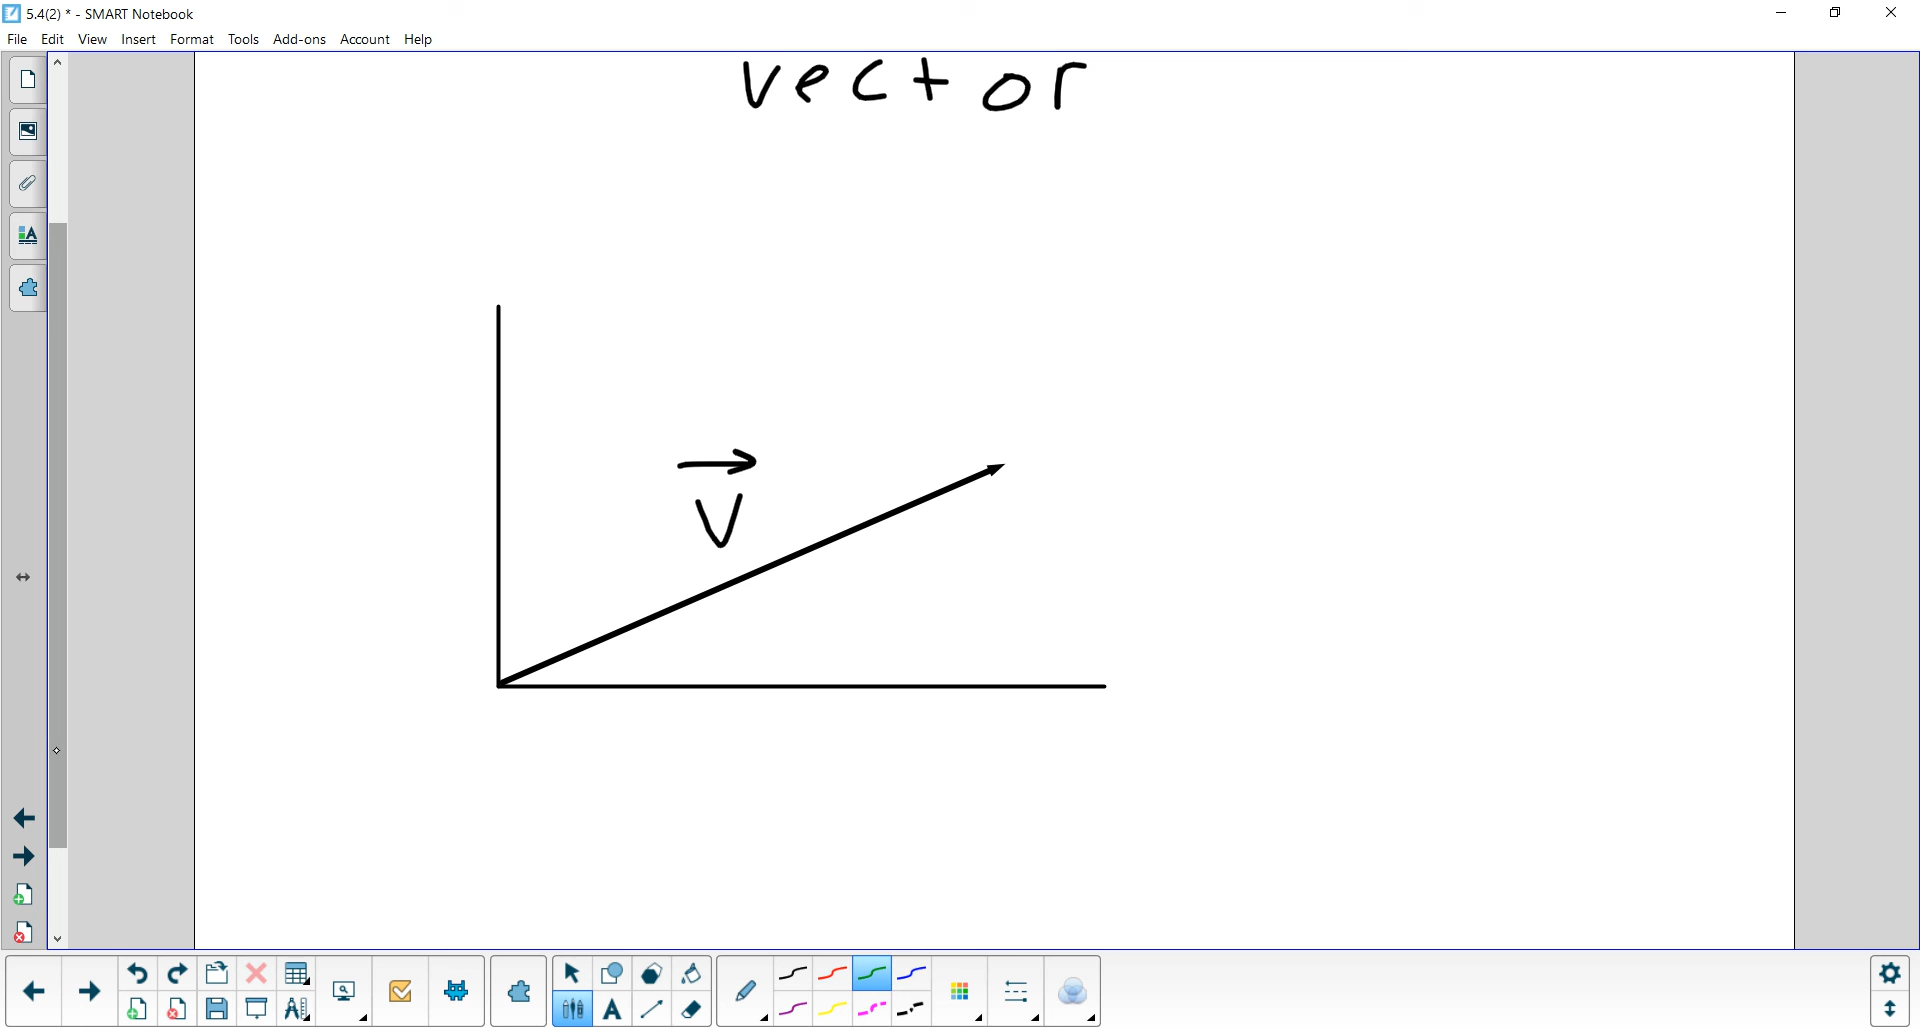 5.4(2) * - SMART Notebook
File Edit View Insert Format Tools Add-ons Account Help
vector
V